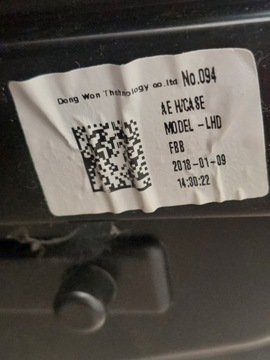 Dong Won Thchnology co.ltd No.094
AE H/CASE
MODEL -LHD
FBB
2018-01-09
14:30:22